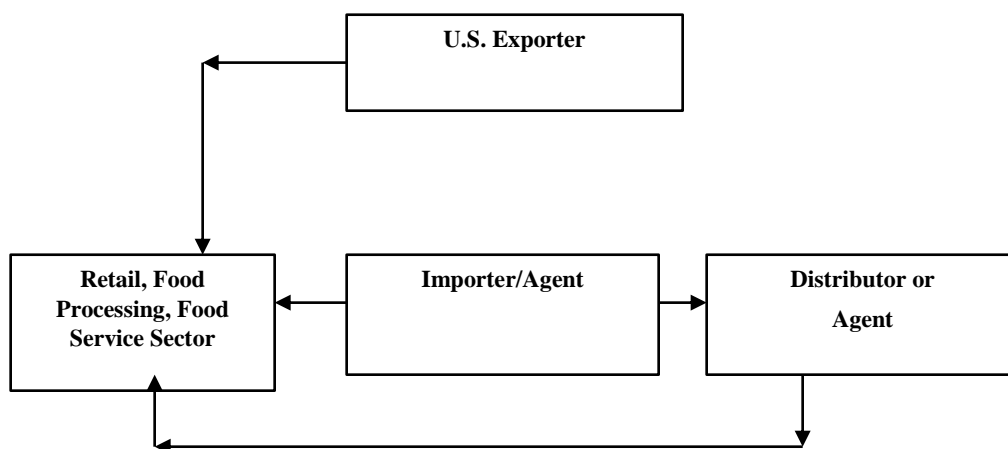 U.S. Exporter
Retail, Food
Processing, Food
Service Sector
Importer/Agent
Distributor or
Agent